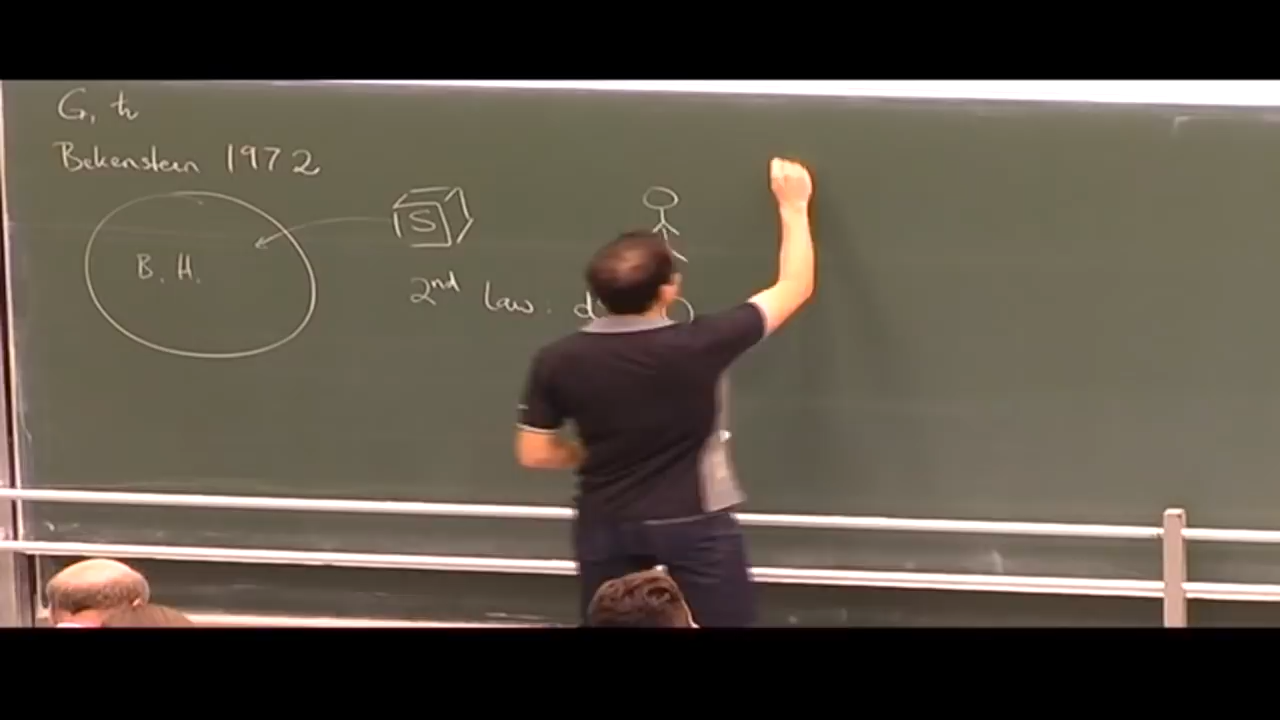 G, ħ
Bekenstein 1972
S
B. H.
2nd Law: d